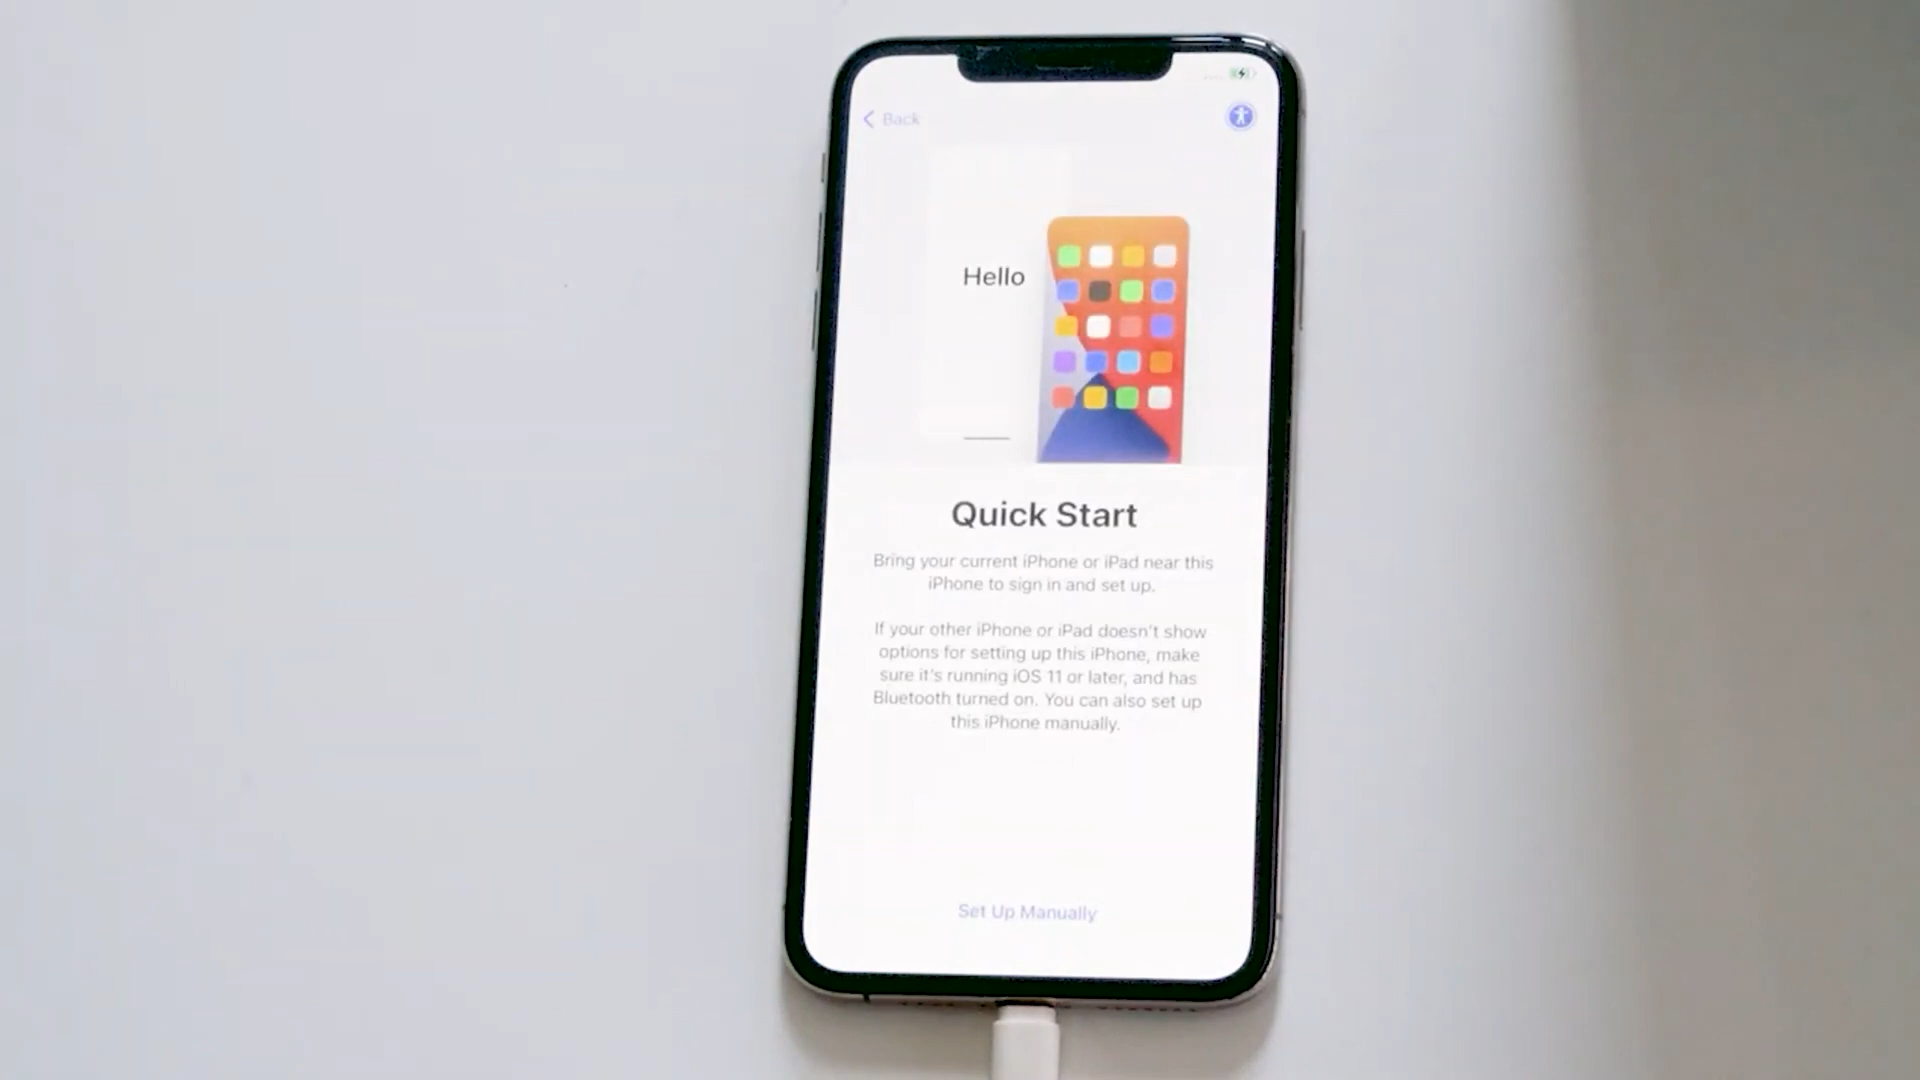 Back
Hello
Quick Start
Bring your current iPhone or iPad near this
iPhone to sign in and set up.
If your other iPhone or iPad doesn't show
options for setting up this iPhone, make
sure it's running iOS 11 or later, and has
Bluetooth turned on. You can also set up
this iPhone manually.
Set Up Manually